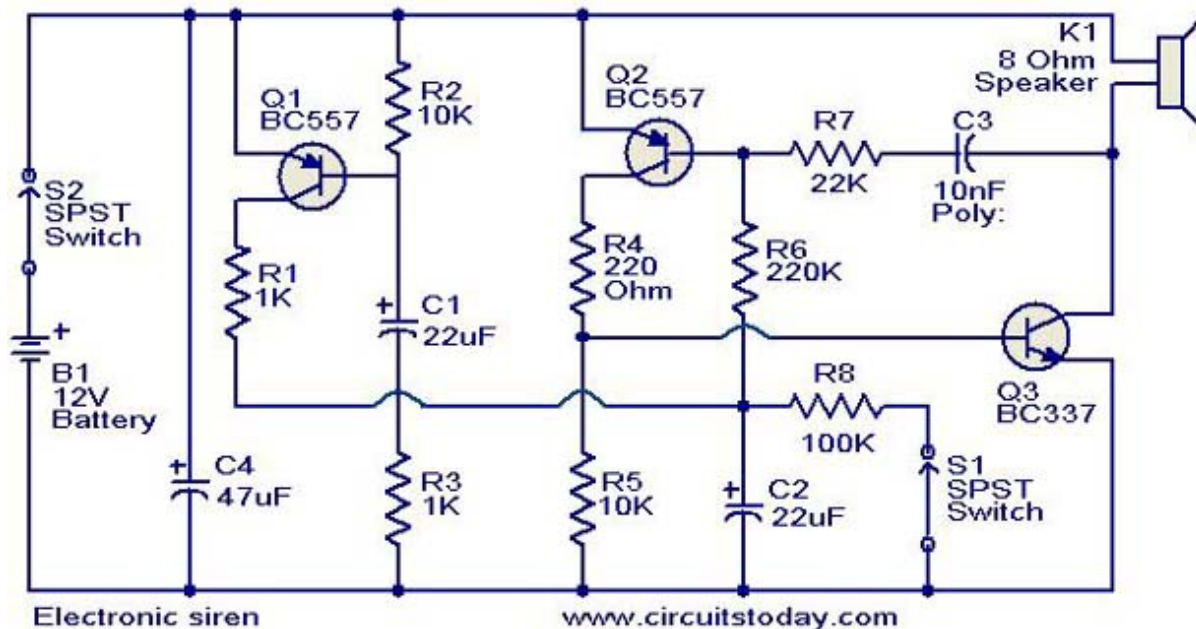 K1
8 Ohm
Speaker
Q1
BC557
R2
10K
Q2
BC557
R7
22K
C3
10nF
Poly:
S2
SPST
Switch
R1
1K
+
C1
22uF
R4
220
Ohm
R6
220K
+
B1
12V
Battery
R8
100K
Q3
BC337
+
C4
47uF
R3
1K
R5
10K
+
C2
22uF
S1
SPST
Switch
Electronic siren
www.circuitstoday.com